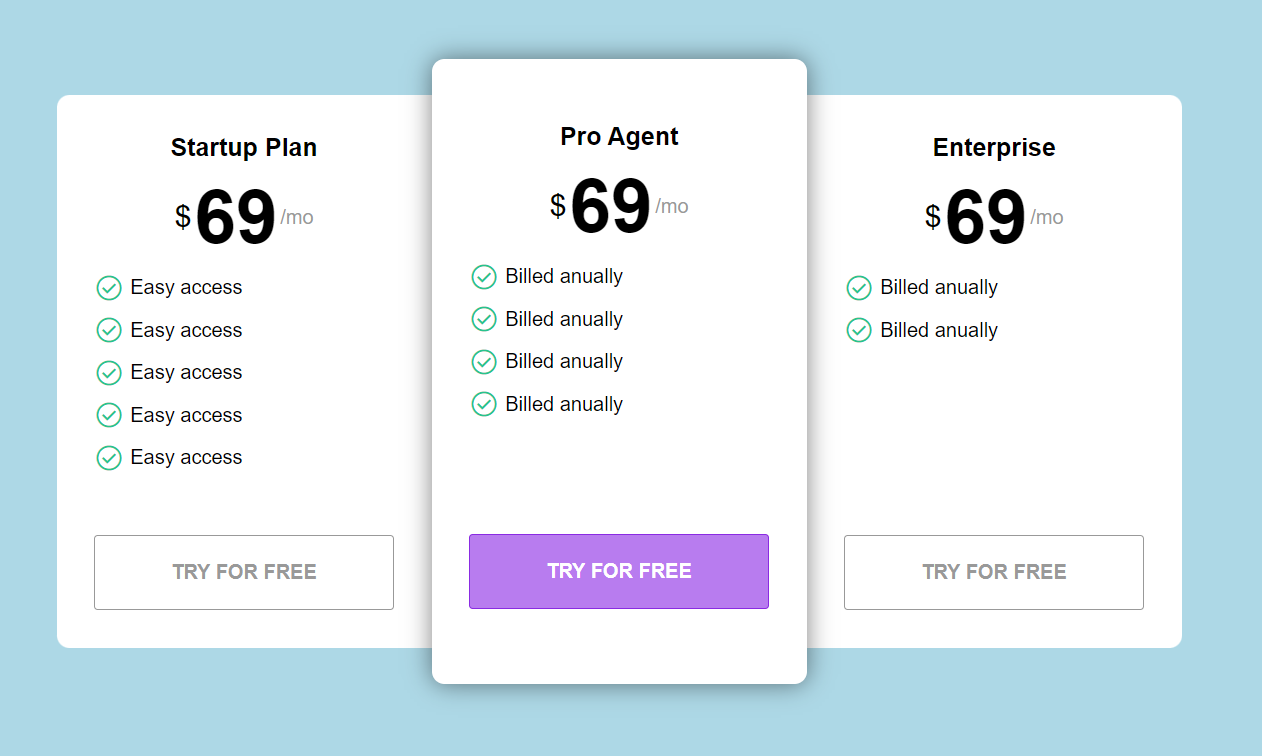 Startup Plan
$69/mo
Easy access
Easy access
Easy access
Easy access
Easy access
TRY FOR FREE
Pro Agent
$69/mo
Billed anually
Billed anually
Billed anually
Billed anually
TRY FOR FREE
Enterprise
$69/mo
Billed anually
Billed anually
TRY FOR FREE